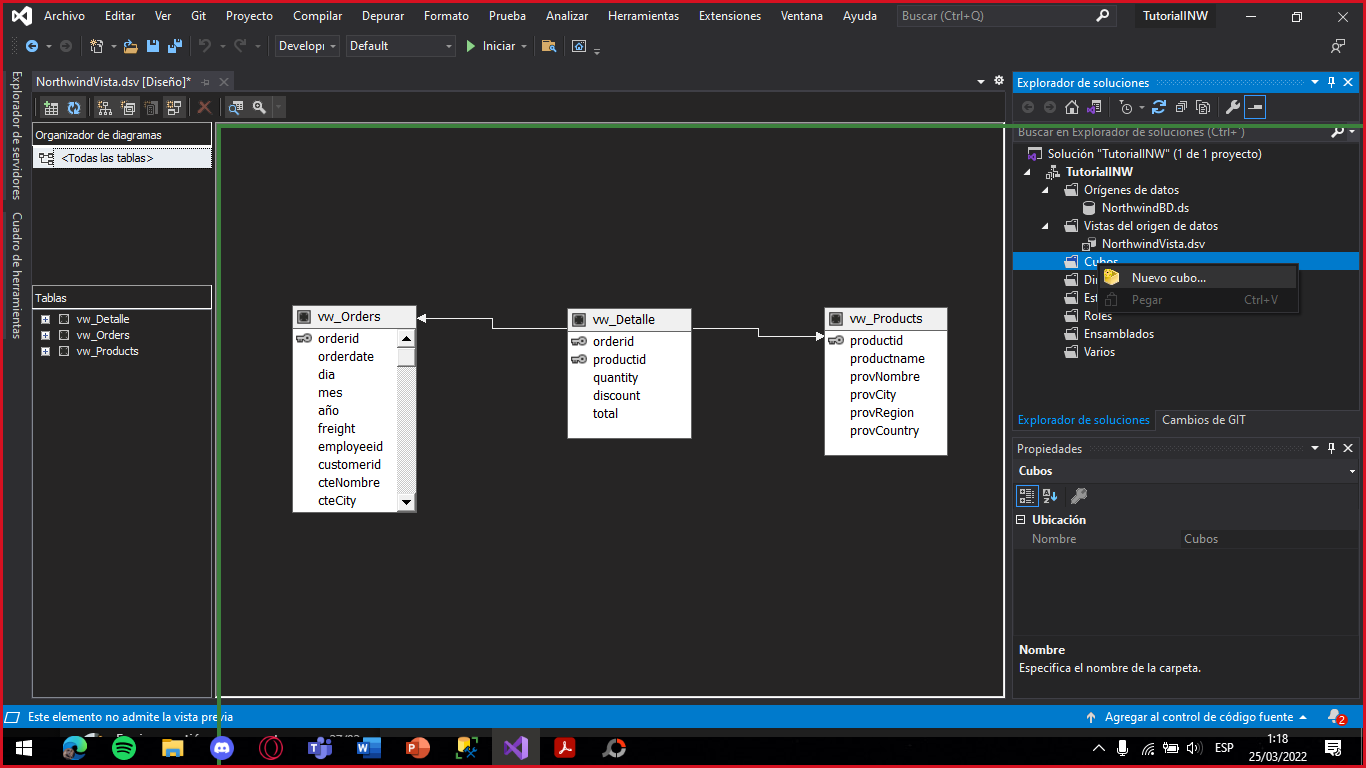 Archivo Editar Ver Git Proyecto Compilar Depurar Formato Prueba Analizar Herramientas Extensiones Ventana Ayuda Buscar (Ctrl+Q) TutorialINW
Default Iniciar
Explorador de servidores
Cuadro de herramientas
NorthwindVista.dsv [Diseño]*
Organizador de diagramas
<Todas las tablas>
Tablas
vw_Detalle
vw_Orders
vw_Products
vw_Orders
orderid
orderdate
dia
mes
año
freight
employeeid
customerid
cteNombre
cteCity
vw_Detalle
orderid
productid
quantity
discount
total
vw_Products
productid
productname
provNombre
provCity
provRegion
provCountry
Explorador de soluciones
Buscar en Explorador de soluciones
Solución "TutorialINW" (1 de 1 proyecto)
TutorialINW
Orígenes de datos
NorthwindBD.ds
Vistas del origen de datos
NorthwindVista.dsv
Cubos
Nuevo cubo...
Pegar Ctrl+V
Roles
Ensamblados
Varios
Explorador de soluciones Cambios de GIT
Propiedades
Cubos
Ubicación
Nombre Cubos
Nombre
Especifica el nombre de la carpeta.
Este elemento no admite la vista previa Agregar al control de código fuente 2
ESP
1:18
25/03/2022